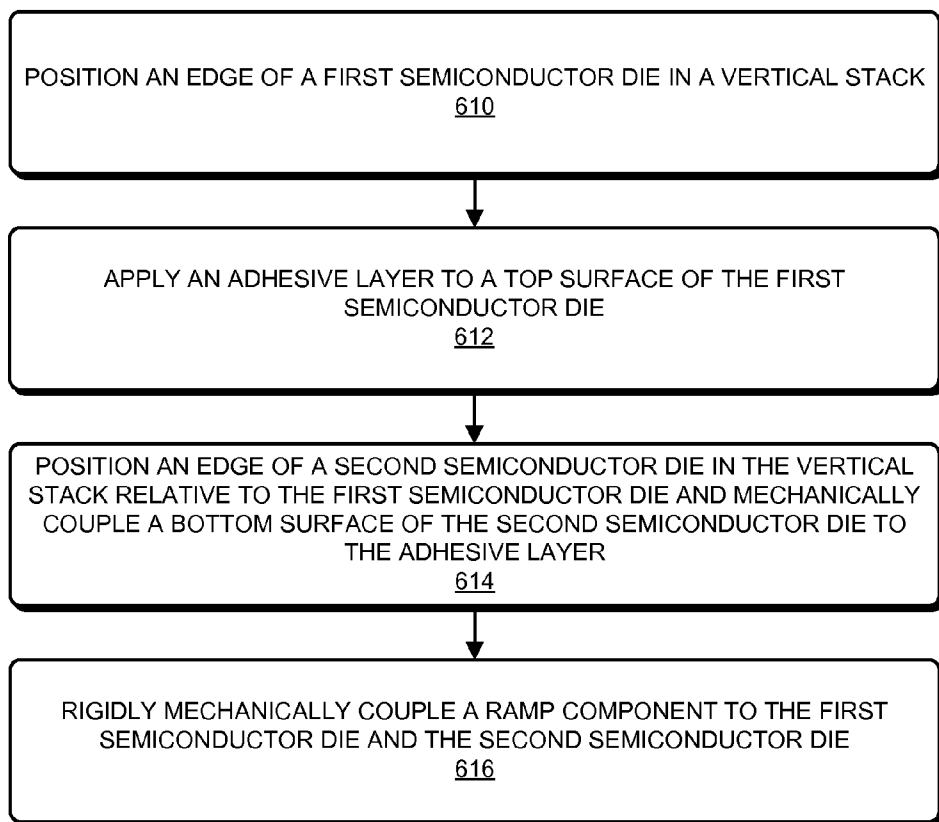 POSITION AN EDGE OF A FIRST SEMICONDUCTOR DIE IN A VERTICAL STACK
610
APPLY AN ADHESIVE LAYER TO A TOP SURFACE OF THE FIRST
SEMICONDUCTOR DIE
612
POSITION AN EDGE OF A SECOND SEMICONDUCTOR DIE IN THE VERTICAL
STACK RELATIVE TO THE FIRST SEMICONDUCTOR DIE AND MECHANICALLY
COUPLE A BOTTOM SURFACE OF THE SECOND SEMICONDUCTOR DIE TO
THE ADHESIVE LAYER
614
RIGIDLY MECHANICALLY COUPLE A RAMP COMPONENT TO THE FIRST
SEMICONDUCTOR DIE AND THE SECOND SEMICONDUCTOR DIE
616